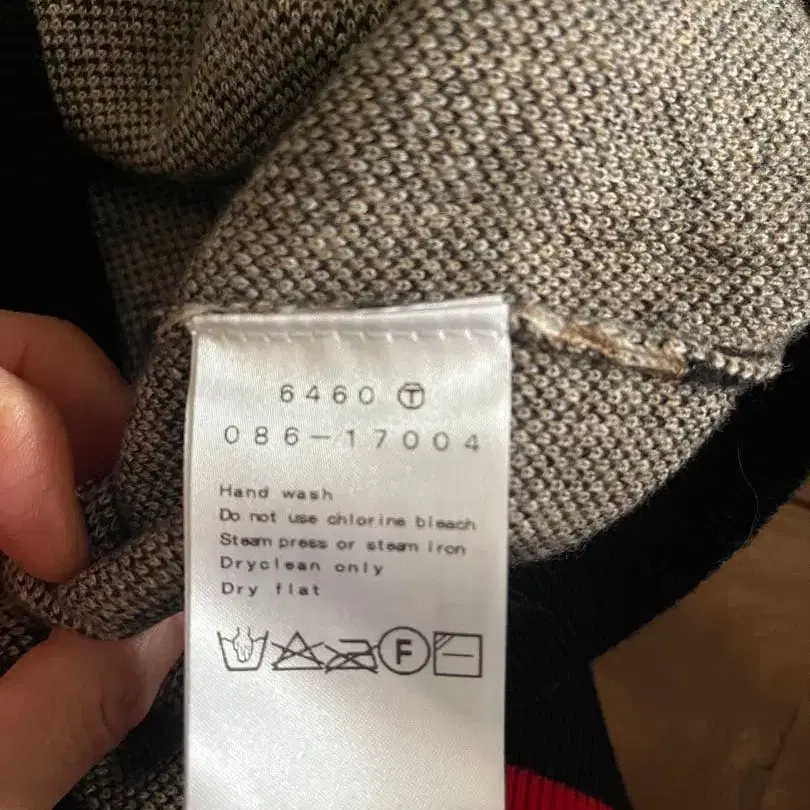 6460 Ⓣ
086-17004
Hand wash
Do not use chlorine bleach
Steam press or steam iron
Dryclean only
Dry flat
F